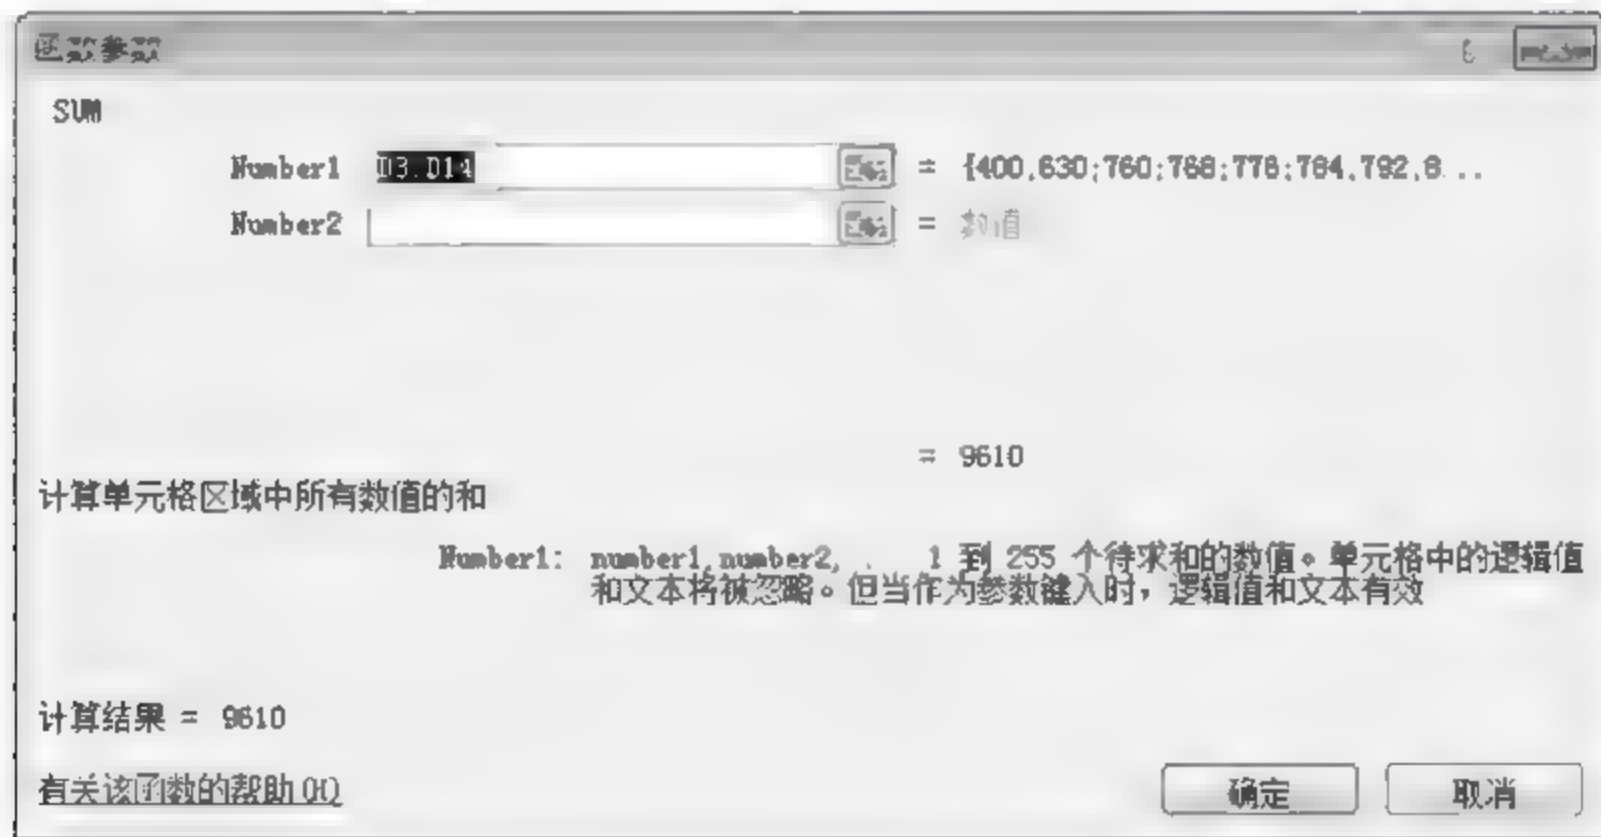 函数参数
SUM
Number1 D3:D14 = {400;630;760;768;778;784;792;8...
Number2 = 数值
= 9610
计算单元格区域中所有数值的和
Number1: number1,number2,... 1 到 255 个待求和的数值。单元格中的逻辑值
和文本将被忽略。但当作为参数键入时，逻辑值和文本有效
计算结果 = 9610
有关该函数的帮助(H)
确定 取消